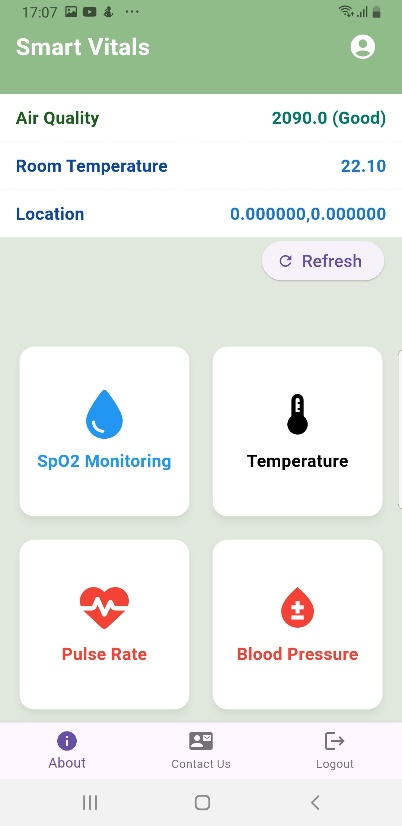 17:07
Smart Vitals
Air Quality 2090.0 (Good)
Room Temperature 22.10
Location 0.000000,0.000000
Refresh
SpO2 Monitoring Temperature
Pulse Rate Blood Pressure
About Contact Us Logout